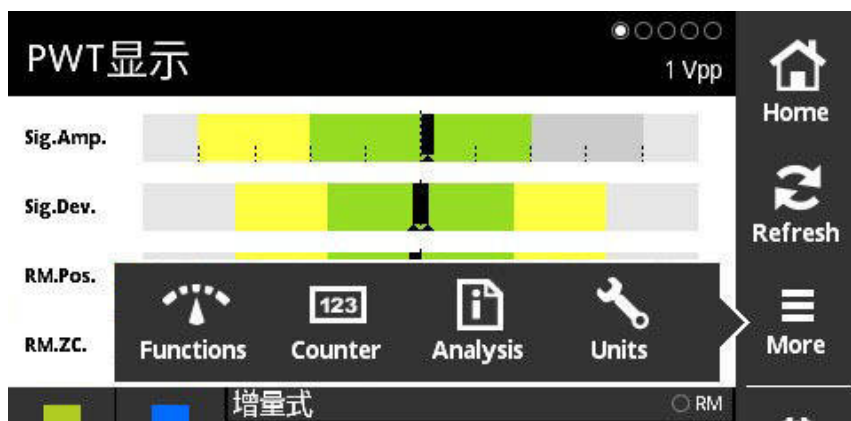 PWT显示
1 Vpp
Home
Sig.Amp.
Sig.Dev.
Refresh
RM.Pos.
123
Functions Counter Analysis Units
RM.ZC.
More
增量式
RM